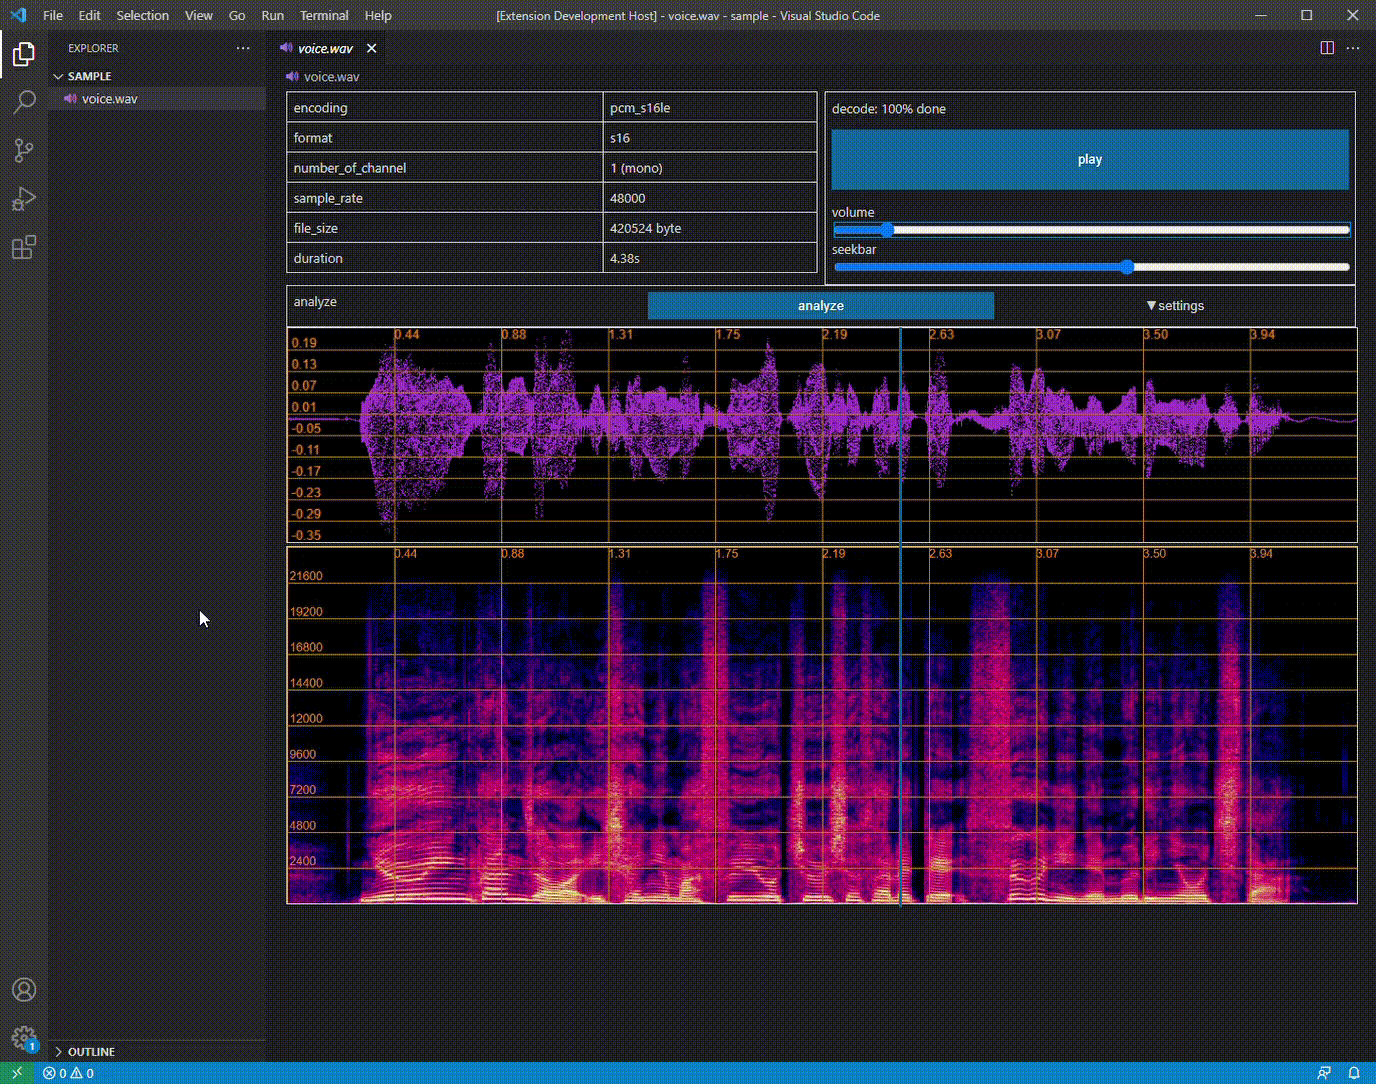 File Edit Selection View Go Run Terminal Help [Extension Development Host] - voice.wav - sample - Visual Studio Code
EXPLORER
SAMPLE
voice.wav
voice.wav
voice.wav
encoding pcm_s16le
format s16
number_of_channel 1 (mono)
sample_rate 48000
file_size 420524 byte
duration 4.38s
decode: 100% done
play
volume
seekbar
analyze analyze ▼settings
0.44 0.88 1.31 1.75 2.19 2.63 3.07 3.50 3.94
0.19
0.13
0.07
0.01
-0.05
-0.11
-0.17
-0.23
-0.29
-0.35
0.44 0.88 1.31 1.75 2.19 2.63 3.07 3.50 3.94
21600
19200
16800
14400
12000
9600
7200
4800
2400
1
OUTLINE
0 0